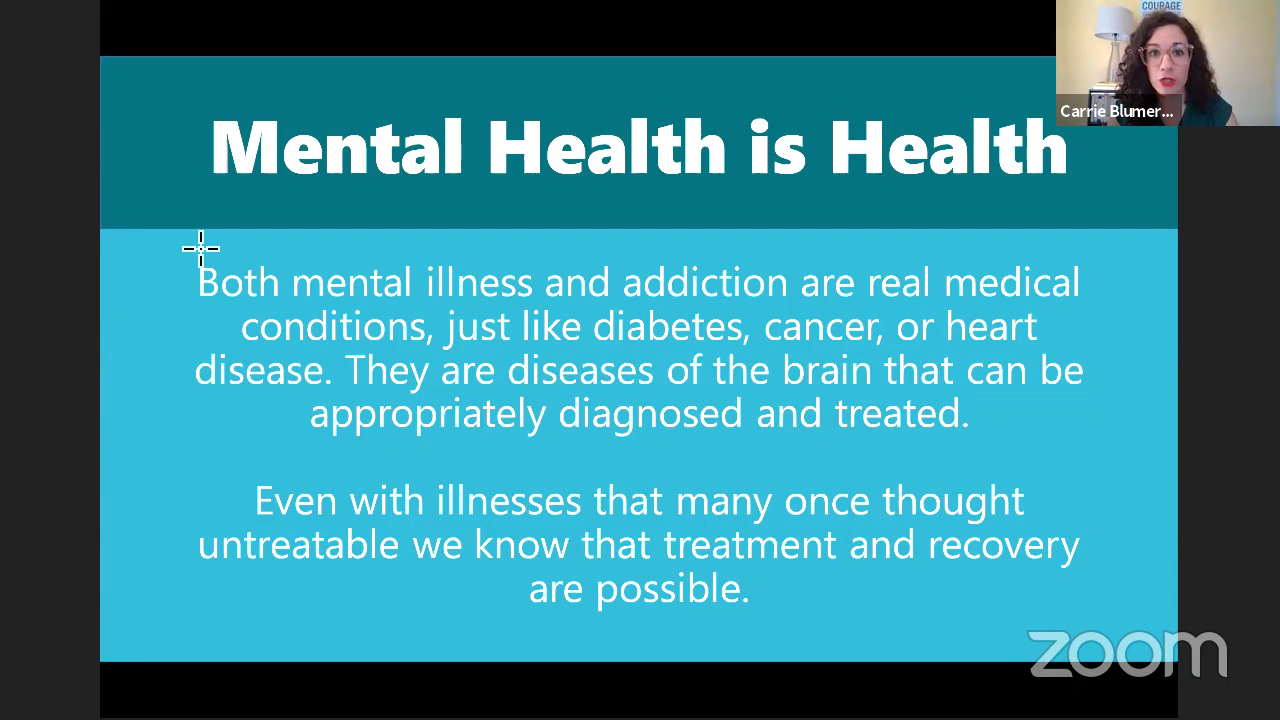 COURAGE
Carrie Blumer...
Mental Health is Health
Both mental illness and addiction are real medical
conditions, just like diabetes, cancer, or heart
disease. They are diseases of the brain that can be
appropriately diagnosed and treated.
Even with illnesses that many once thought
untreatable we know that treatment and recovery
are possible.
zoom